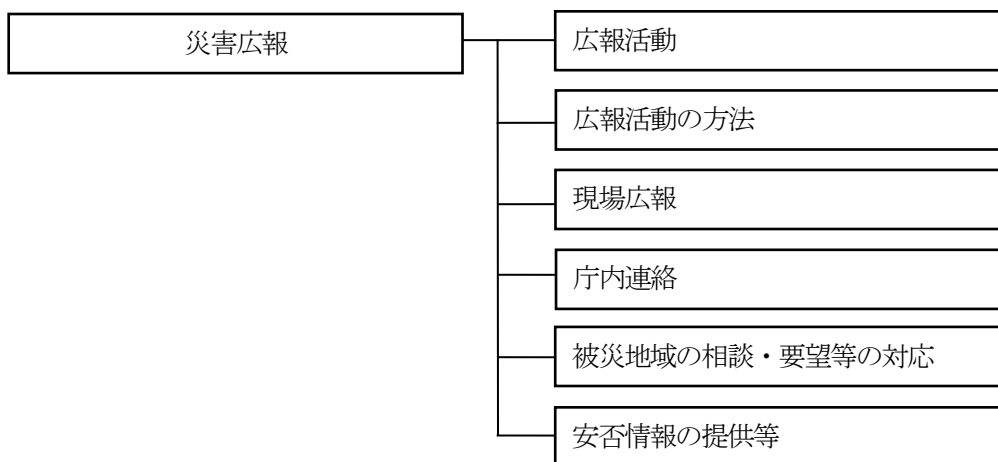 災害広報
広報活動
広報活動の方法
現場広報
庁内連絡
被災地域の相談・要望等の対応
安否情報の提供等